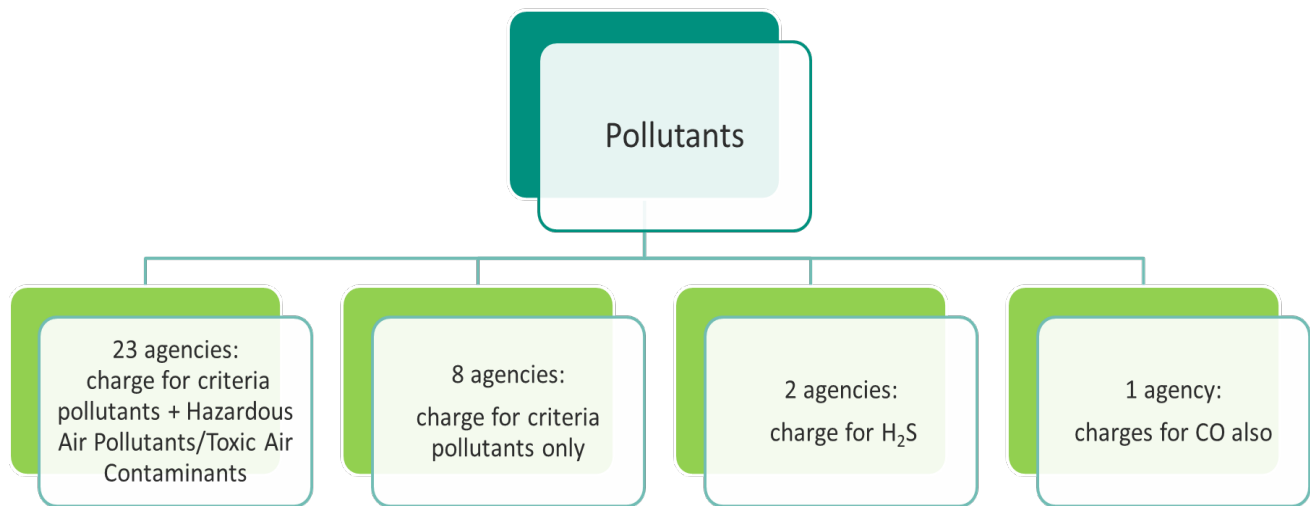 Pollutants
23 agencies:
charge for criteria
pollutants + Hazardous
Air Pollutants/Toxic Air
Contaminants
8 agencies:
charge for criteria
pollutants only
2 agencies:
charge for H₂S
1 agency:
charges for CO also